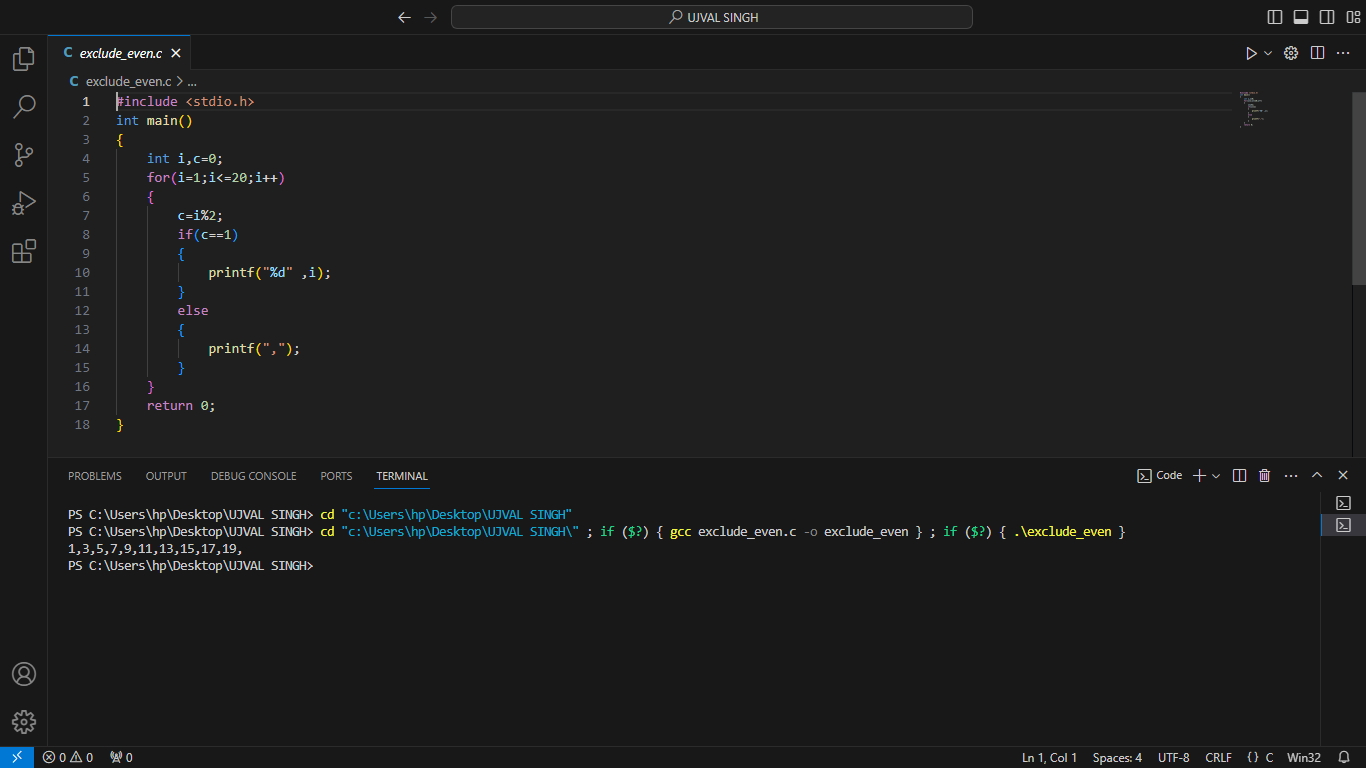 UJVAL SINGH
C exclude_even.c
C exclude_even.c > ...
1 #include <stdio.h>
2 int main()
3 {
4 int i,c=0;
5 for(i=1;i<=20;i++)
6 {
7 c=i%2;
8 if(c==1)
9 {
10 printf("%d" ,i);
11 }
12 else
13 {
14 printf(",");
15 }
16 }
17 return 0;
18 }
PROBLEMS OUTPUT DEBUG CONSOLE PORTS TERMINAL Code
PS C:\Users\hp\Desktop\UJVAL SINGH> cd "c:\Users\hp\Desktop\UJVAL SINGH"
PS C:\Users\hp\Desktop\UJVAL SINGH> cd "c:\Users\hp\Desktop\UJVAL SINGH\" ; if ($?) { gcc exclude_even.c -o exclude_even } ; if ($?) { .\exclude_even }
1,3,5,7,9,11,13,15,17,19,
PS C:\Users\hp\Desktop\UJVAL SINGH>
0 0 0 Ln 1, Col 1 Spaces: 4 UTF-8 CRLF {} C Win32